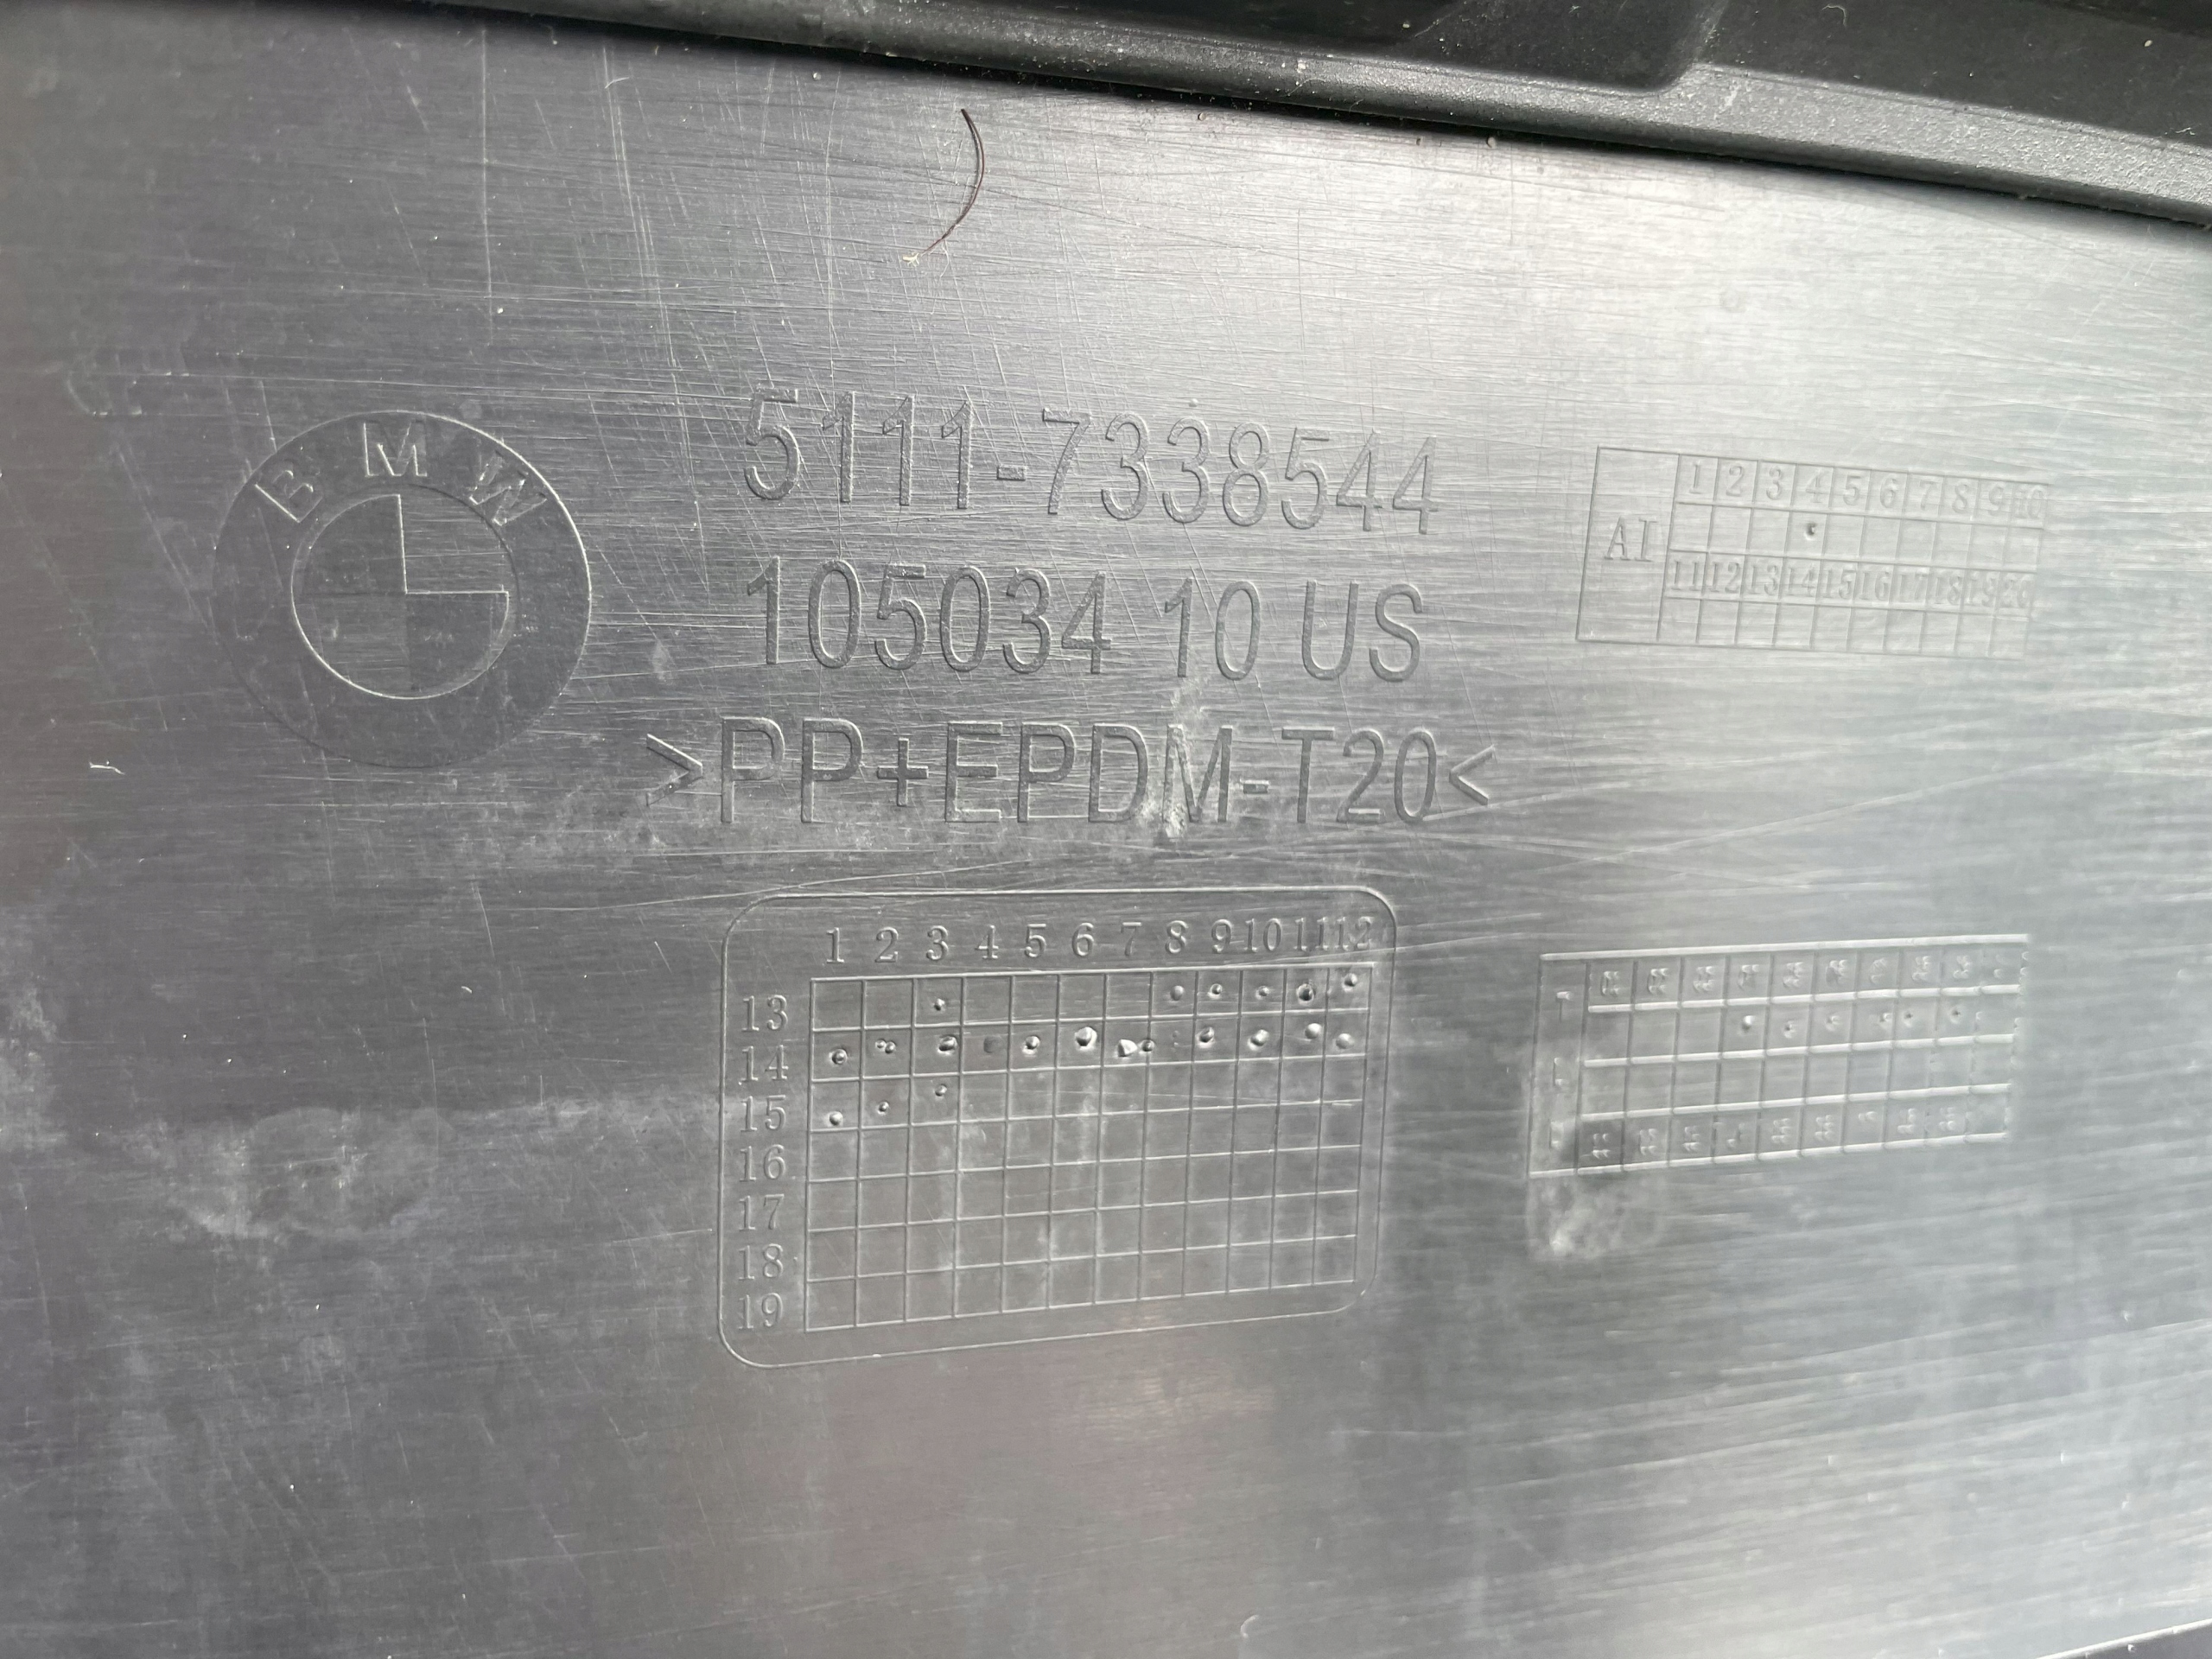 BMW
5111-7338544
105034 10 US
>PP+EPDM-T20<
AI
1 2 3 4 5 6 7 8 9 10
11 12 13 14 15 16 17 18 19 20
1 2 3 4 5 6 7 8 9 10 11 12
13
14
15
16
17
18
19